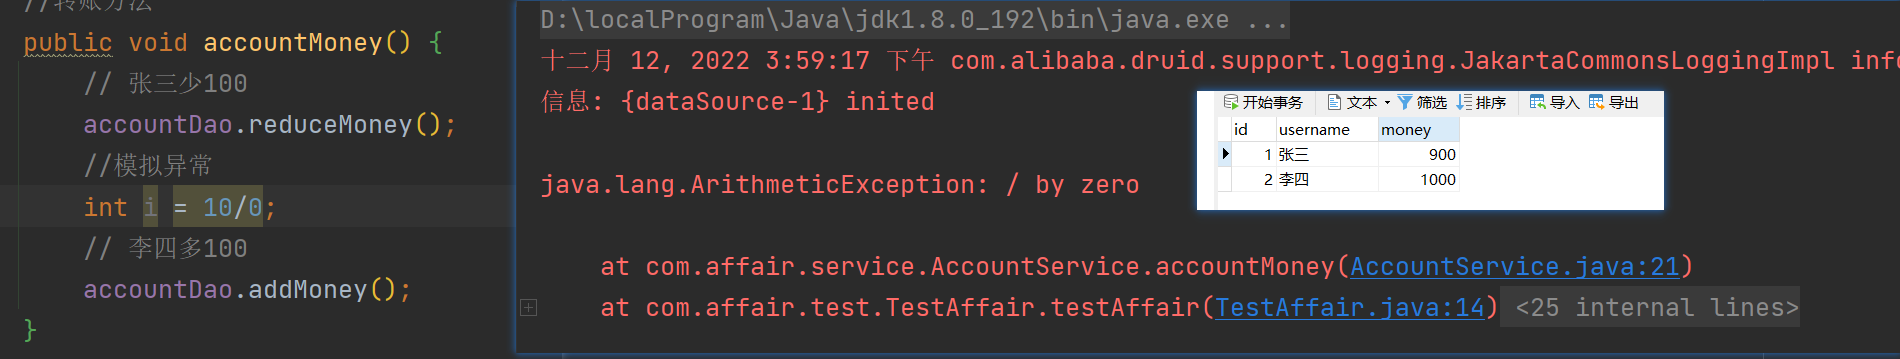 //转账方法
public void accountMoney() {
// 张三少100
accountDao.reduceMoney();
//模拟异常
int i = 10/0;
// 李四多100
accountDao.addMoney();
}
D:\localProgram\Java\jdk1.8.0_192\bin\java.exe ...
十二月 12, 2022 3:59:17 下午 com.alibaba.druid.support.logging.JakartaCommonsLoggingImpl info
信息: {dataSource-1} inited
java.lang.ArithmeticException: / by zero
at com.affair.service.AccountService.accountMoney(AccountService.java:21)
at com.affair.test.TestAffair.testAffair(TestAffair.java:14) <25 internal lines>
开始事务 文本 筛选 排序 导入 导出
id username money
1 张三 900
2 李四 1000